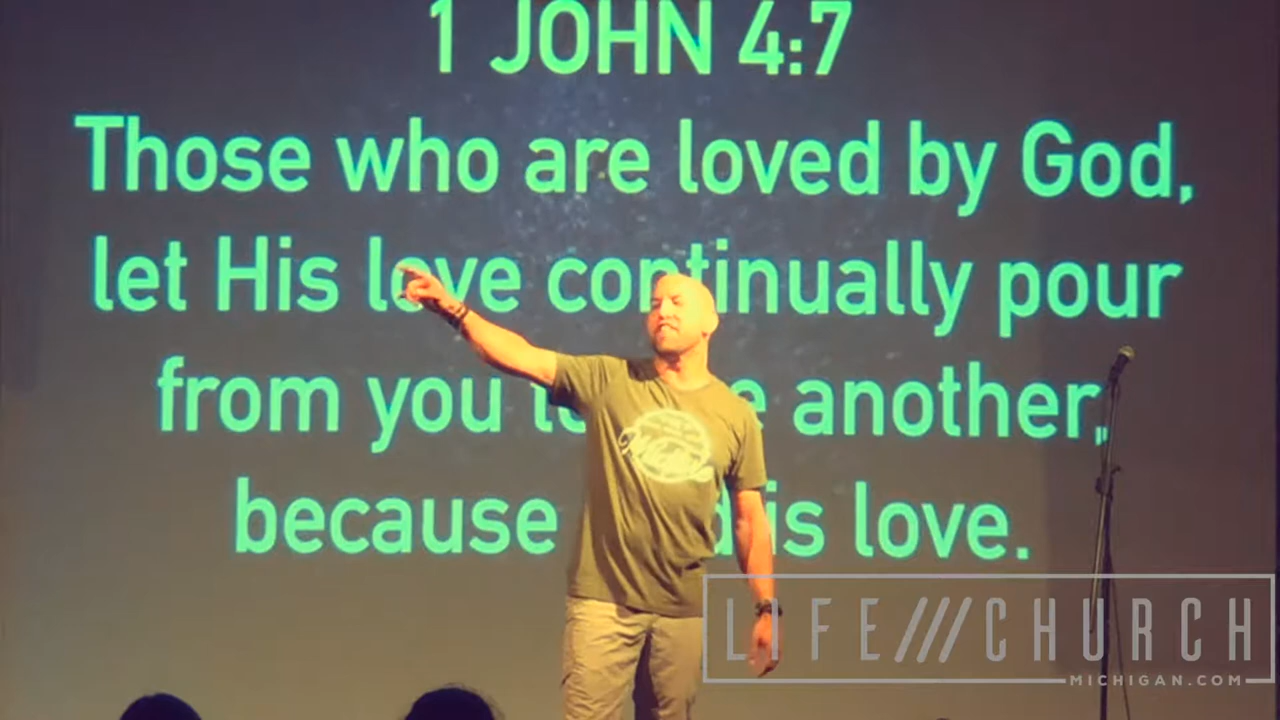 1 JOHN 4:7
Those who are loved by God,
let His love continually pour
from you to another,
because is love.
LIFE///CHURCH
MICHIGAN.COM